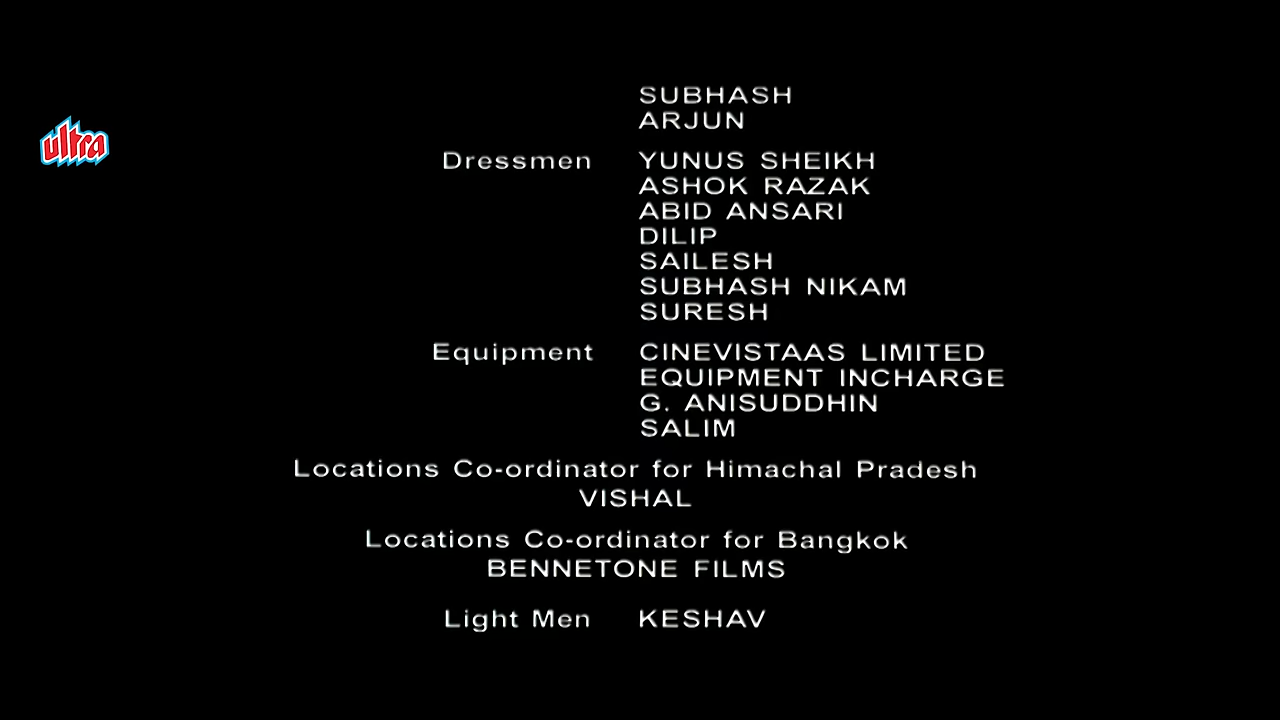 SUBHASH
ARJUN
ultra
Dressmen YUNUS SHEIKH
ASHOK RAZAK
ABID ANSARI
DILIP
SAILESH
SUBHASH NIKAM
SURESH
Equipment CINEVISTAAS LIMITED
EQUIPMENT INCHARGE
G. ANISUDDHIN
SALIM
Locations Co-ordinator for Himachal Pradesh
VISHAL
Locations Co-ordinator for Bangkok
BENNETONE FILMS
Light Men KESHAV